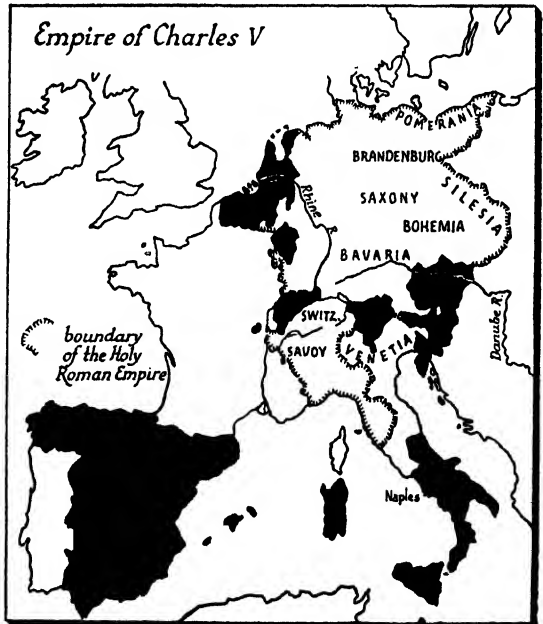 Empire of Charles V
POMERANIA
BRANDENBURG
SILESIA
SAXONY
BOHEMIA
Rhine R.
BAVARIA
SWITZ.
Danube R.
SAVOY
VENETIA
boundary
of the Holy
Roman Empire
Naples